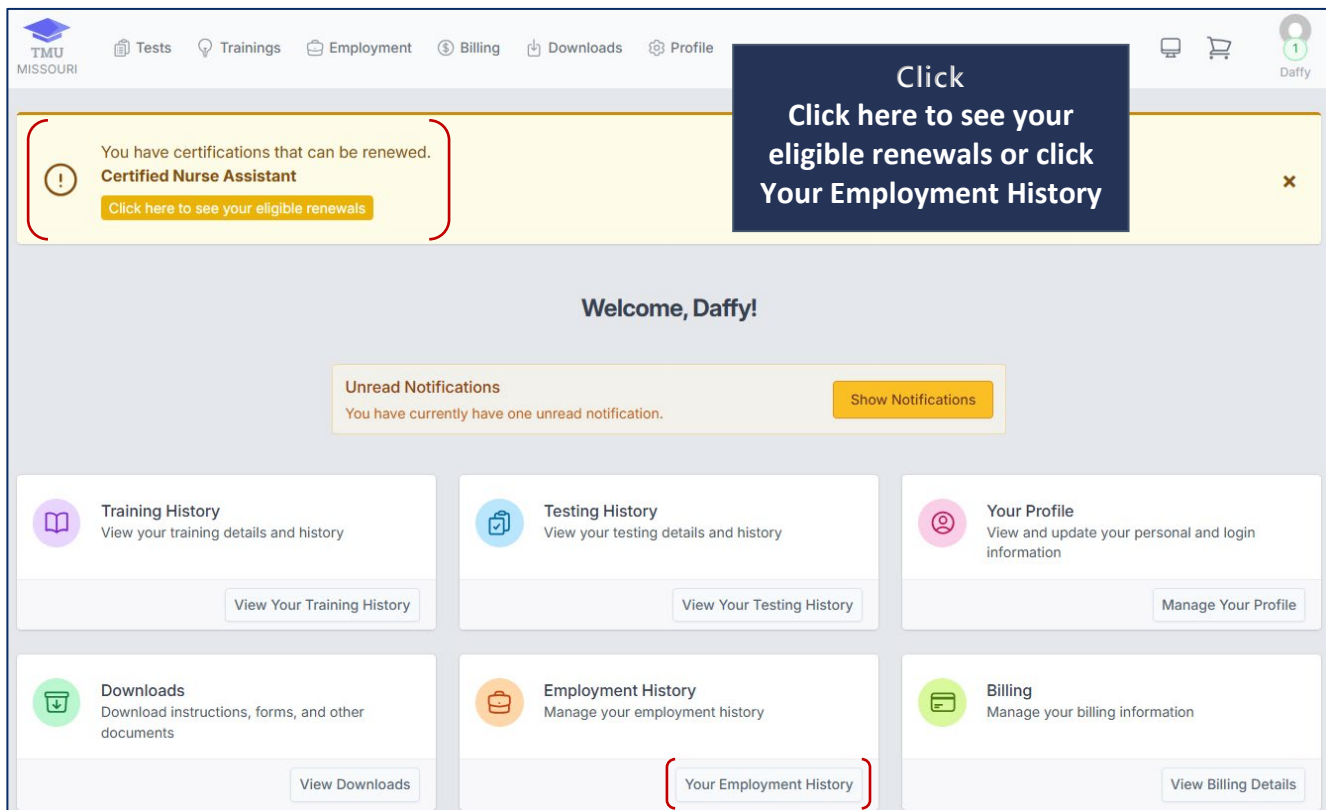 TMU
MISSOURI
Tests
Trainings
Employment
Billing
Downloads
Profile
1
Daffy
Click
Click here to see your
eligible renewals or click
Your Employment History
You have certifications that can be renewed.
Certified Nurse Assistant
Click here to see your eligible renewals
Welcome, Daffy!
Unread Notifications
You have currently have one unread notification.
Show Notifications
Training History
View your training details and history
View Your Training History
Testing History
View your testing details and history
View Your Testing History
Your Profile
View and update your personal and login
information
Manage Your Profile
Downloads
Download instructions, forms, and other
documents
View Downloads
Employment History
Manage your employment history
Your Employment History
Billing
Manage your billing information
View Billing Details